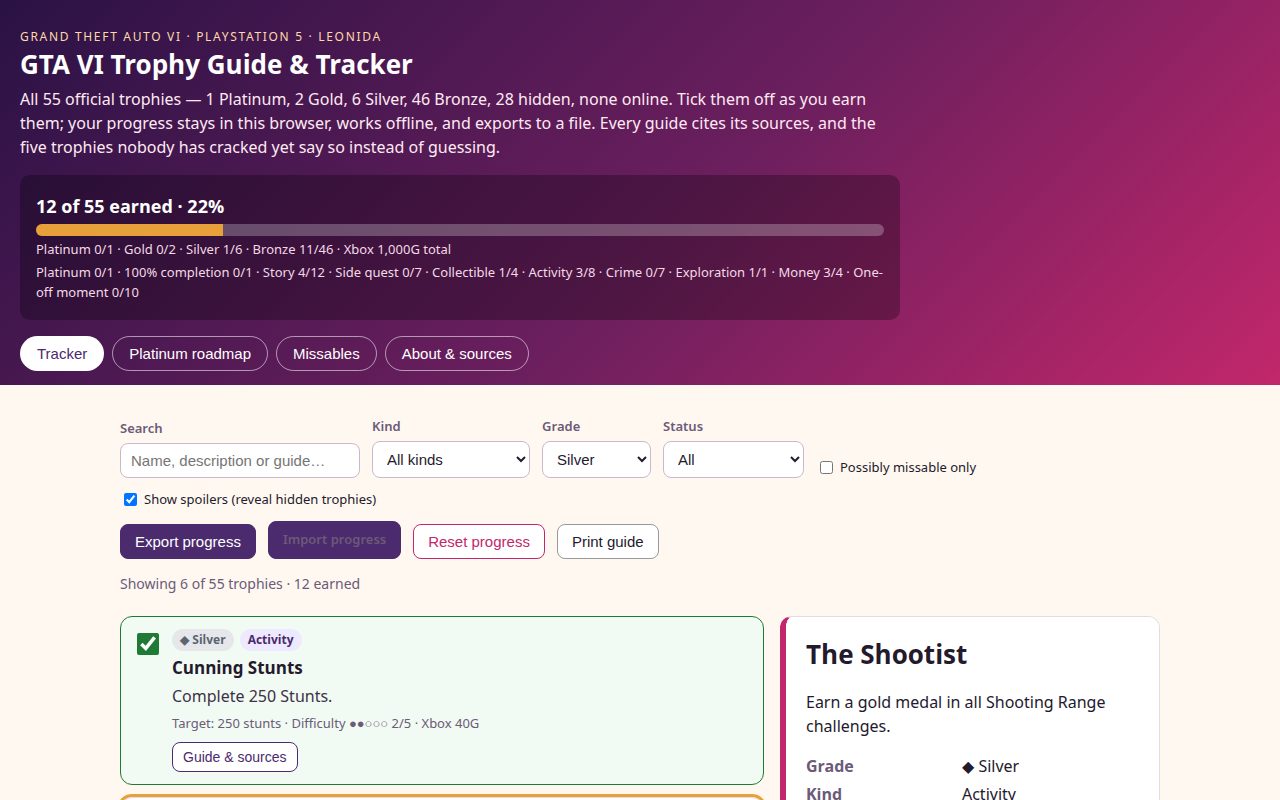 GRAND THEFT AUTO VI · PLAYSTATION 5 · LEONIDA
GTA VI Trophy Guide & Tracker
All 55 official trophies — 1 Platinum, 2 Gold, 6 Silver, 46 Bronze, 28 hidden, none online. Tick them off as you earn
them; your progress stays in this browser, works offline, and exports to a file. Every guide cites its sources, and the
five trophies nobody has cracked yet say so instead of guessing.
12 of 55 earned · 22%
Platinum 0/1 · Gold 0/2 · Silver 1/6 · Bronze 11/46 · Xbox 1,000G total
Platinum 0/1 · 100% completion 0/1 · Story 4/12 · Side quest 0/7 · Collectible 1/4 · Activity 3/8 · Crime 0/7 · Exploration 1/1 · Money 3/4 · One-
off moment 0/10
Tracker Platinum roadmap Missables About & sources
Search Kind Grade Status
Name, description or guide… All kinds Silver All Possibly missable only
Show spoilers (reveal hidden trophies)
Export progress Import progress Reset progress Print guide
Showing 6 of 55 trophies · 12 earned
◆ Silver Activity
Cunning Stunts
Complete 250 Stunts.
Target: 250 stunts · Difficulty ●●○○○ 2/5 · Xbox 40G
Guide & sources
The Shootist
Earn a gold medal in all Shooting Range
challenges.
Grade ◆ Silver
Kind Activity